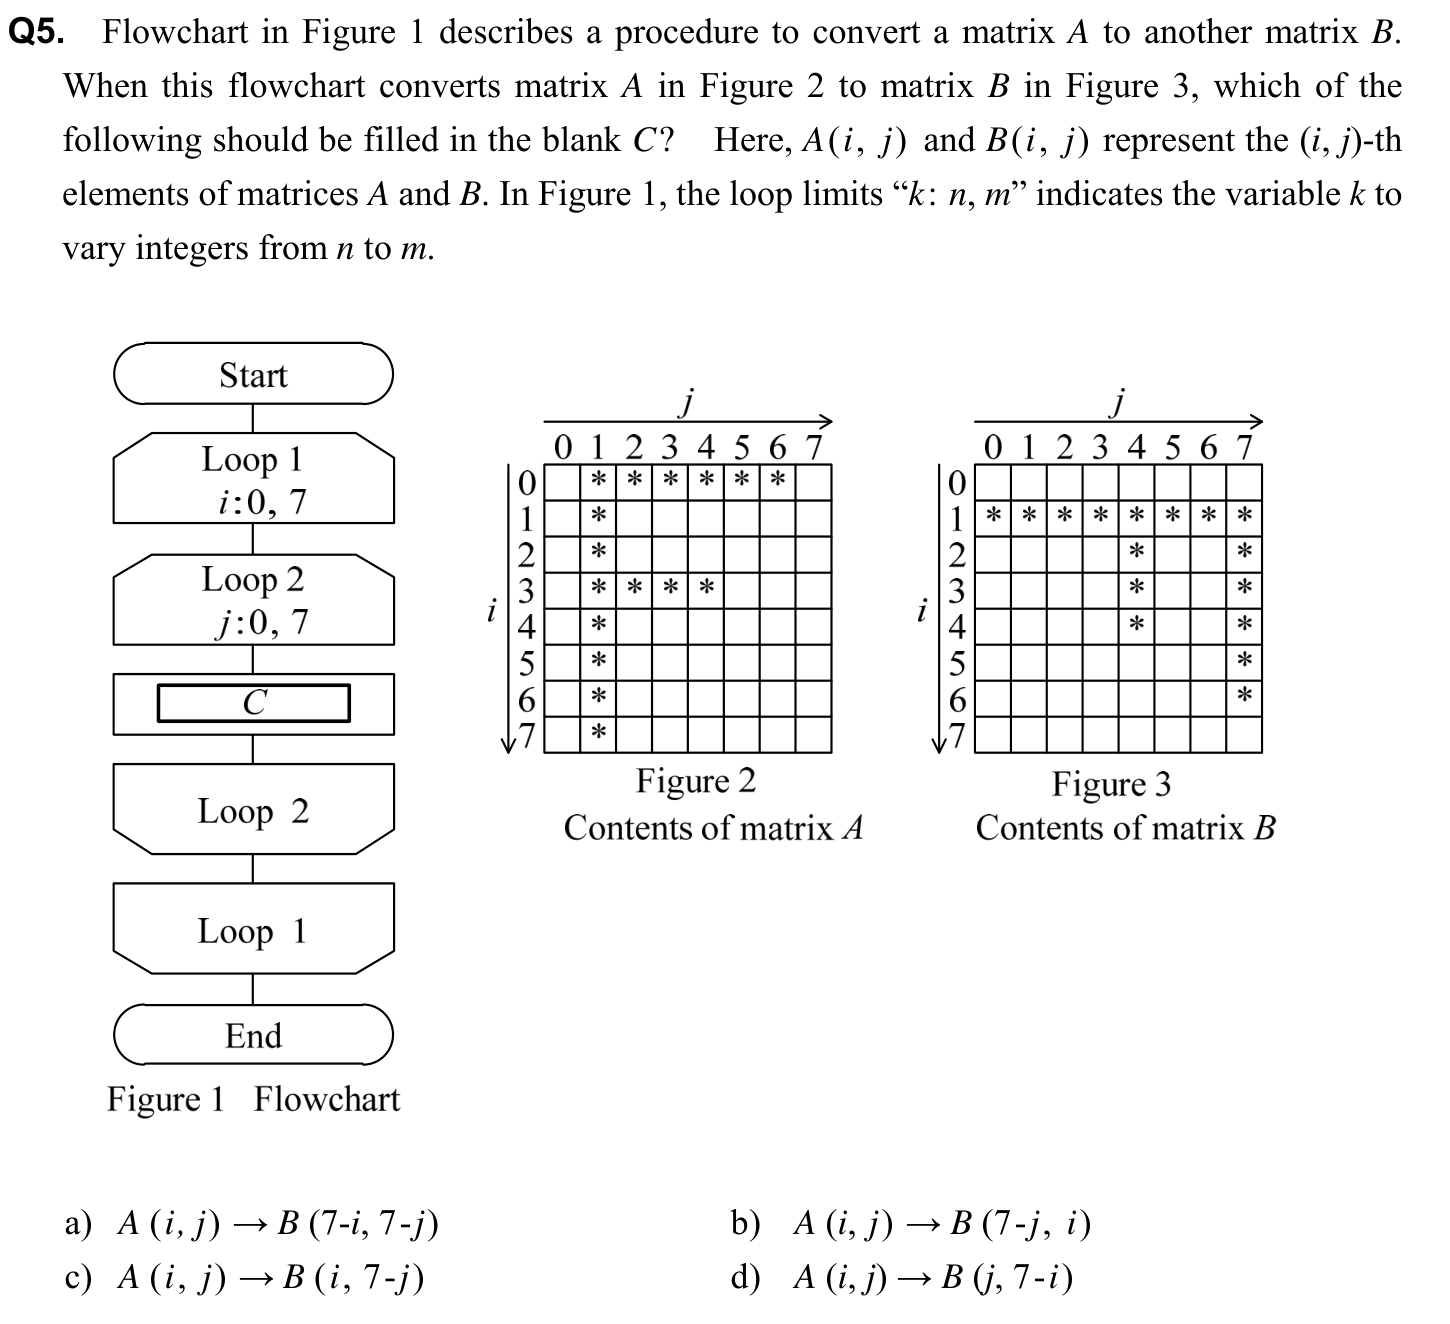 Q5. Flowchart in Figure 1 describes a procedure to convert a matrix A to another matrix B.
When this flowchart converts matrix A in Figure 2 to matrix B in Figure 3, which of the
following should be filled in the blank C? Here, A(i, j) and B(i, j) represent the (i, j)-th
elements of matrices A and B. In Figure 1, the loop limits “k: n, m” indicates the variable k to
vary integers from n to m.
Start
Loop 1
i:0, 7
Loop 2
j:0, 7
C
Loop 2
Loop 1
End
Figure 1 Flowchart
j
0 1 2 3 4 5 6 7
i
0 * * * * * *
1 *
2 *
3 * * * *
4 *
5 *
6 *
7 *
Figure 2
Contents of matrix A
j
0 1 2 3 4 5 6 7
i
0
1 * * * * * * * *
2 * *
3 * *
4 * *
5 *
6 *
7
Figure 3
Contents of matrix B
a) A (i, j) → B (7-i, 7-j)
b) A (i, j) → B (7-j, i)
c) A (i, j) → B (i, 7-j)
d) A (i, j) → B (j, 7-i)